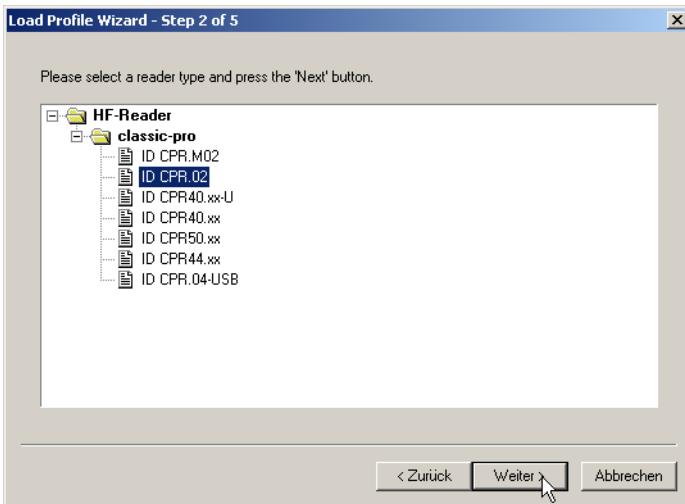 Load Profile Wizard - Step 2 of 5
Please select a reader type and press the 'Next' button.
HF-Reader
classic-pro
ID CPR.M02
ID CPR.02
ID CPR40.xx-U
ID CPR40.xx
ID CPR50.xx
ID CPR44.xx
ID CPR.04-USB
< Zurück Weiter > Abbrechen